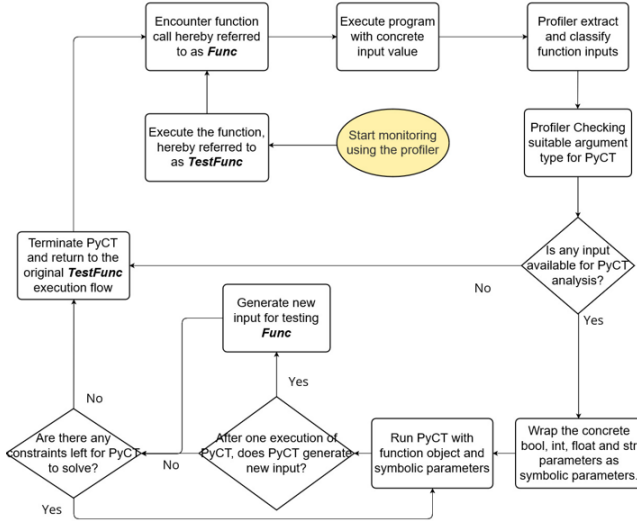 Encounter function
call hereby referred
to as Func
Execute program
with concrete
input value
Profiler extract
and classify
function inputs
Execute the function,
hereby referred to
as TestFunc
Start monitoring
using the profiler
Profiler Checking
suitable argument
type for PyCT
Terminate PyCT
and return to the
original TestFunc
execution flow
Is any input
available for PyCT
analysis?
No
Yes
Generate new
input for testing
Func
Yes
No
Are there any
constraints left for PyCT
to solve?
After one execution of
PyCT, does PyCT generate
new input?
No
Run PyCT with
function object and
symbolic parameters
Wrap the concrete
bool, int, float and str
parameters as
symbolic parameters.
Yes